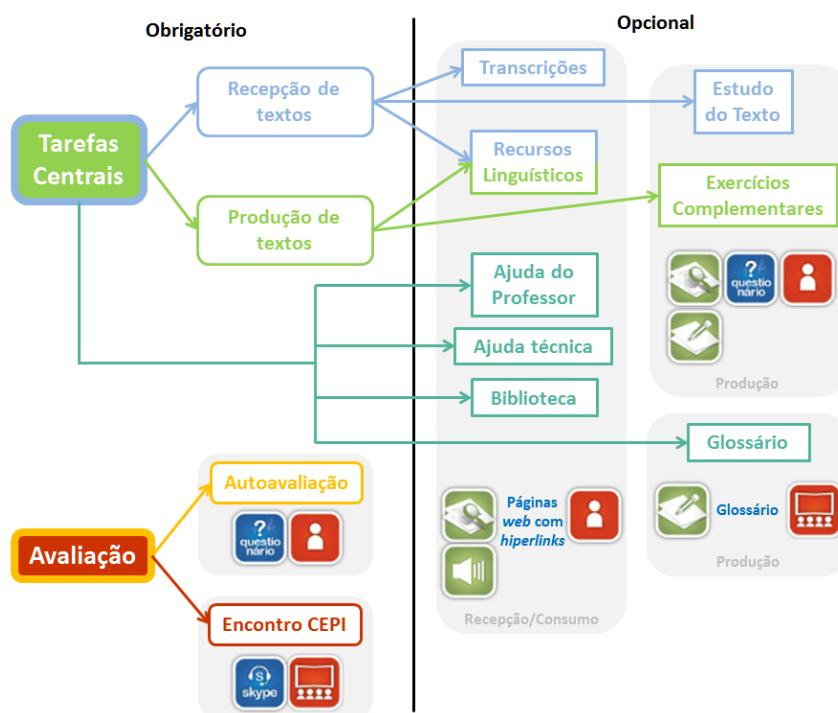 Obrigatório
Opcional
Tarefas
Centrais
Recepção de
textos
Produção de
textos
Transcrições
Recursos
Linguísticos
Estudo
do Texto
Exercícios
Complementares
questio
nário
Produção
Ajuda do
Professor
Ajuda técnica
Biblioteca
Glossário
Glossário
Produção
Páginas
web com
hiperlinks
Recepção/Consumo
Avaliação
Autoavaliação
questio
nário
Encontro CEPI
skype